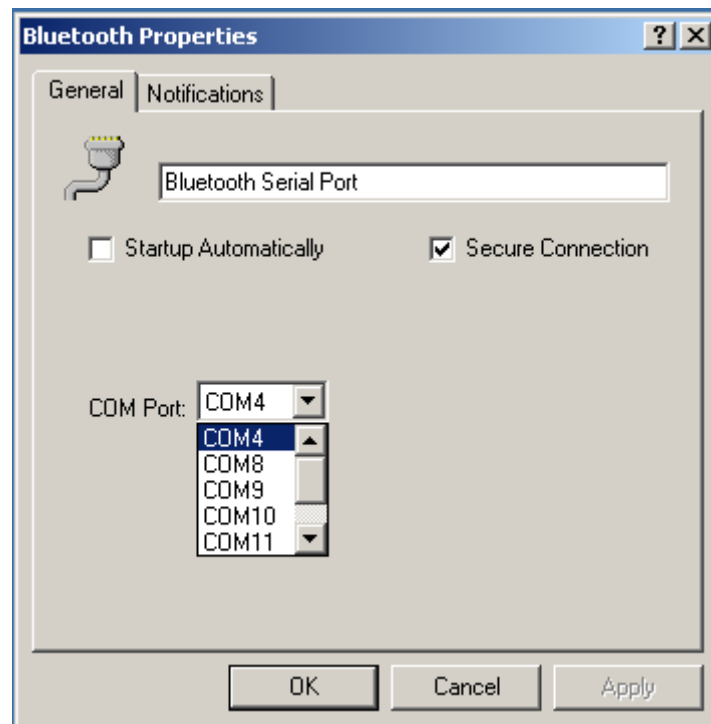 Bluetooth Properties
General Notifications
Bluetooth Serial Port
Startup Automatically Secure Connection
COM Port: COM4
COM4
COM8
COM9
COM10
COM11
OK Cancel Apply